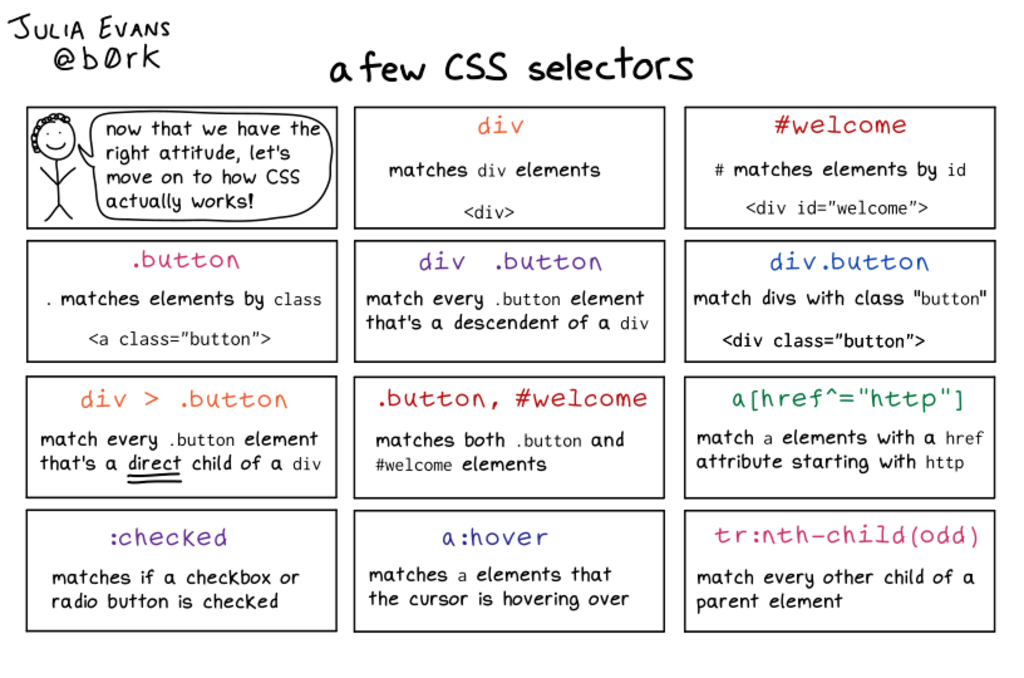 JULIA EVANS
@bØrk
a few CSS selectors
now that we have the
right attitude, let's
move on to how CSS
actually works!
div
matches div elements
<div>
#welcome
# matches elements by id
<div id="welcome">
.button
. matches elements by class
<a class="button">
div .button
match every .button element
that's a descendent of a div
div.button
match divs with class "button"
<div class="button">
div > .button
match every .button element
that's a direct child of a div
.button, #welcome
matches both .button and
#welcome elements
a[href^="http"]
match a elements with a href
attribute starting with http
:checked
matches if a checkbox or
radio button is checked
a:hover
matches a elements that
the cursor is hovering over
tr:nth-child(odd)
match every other child of a
parent element